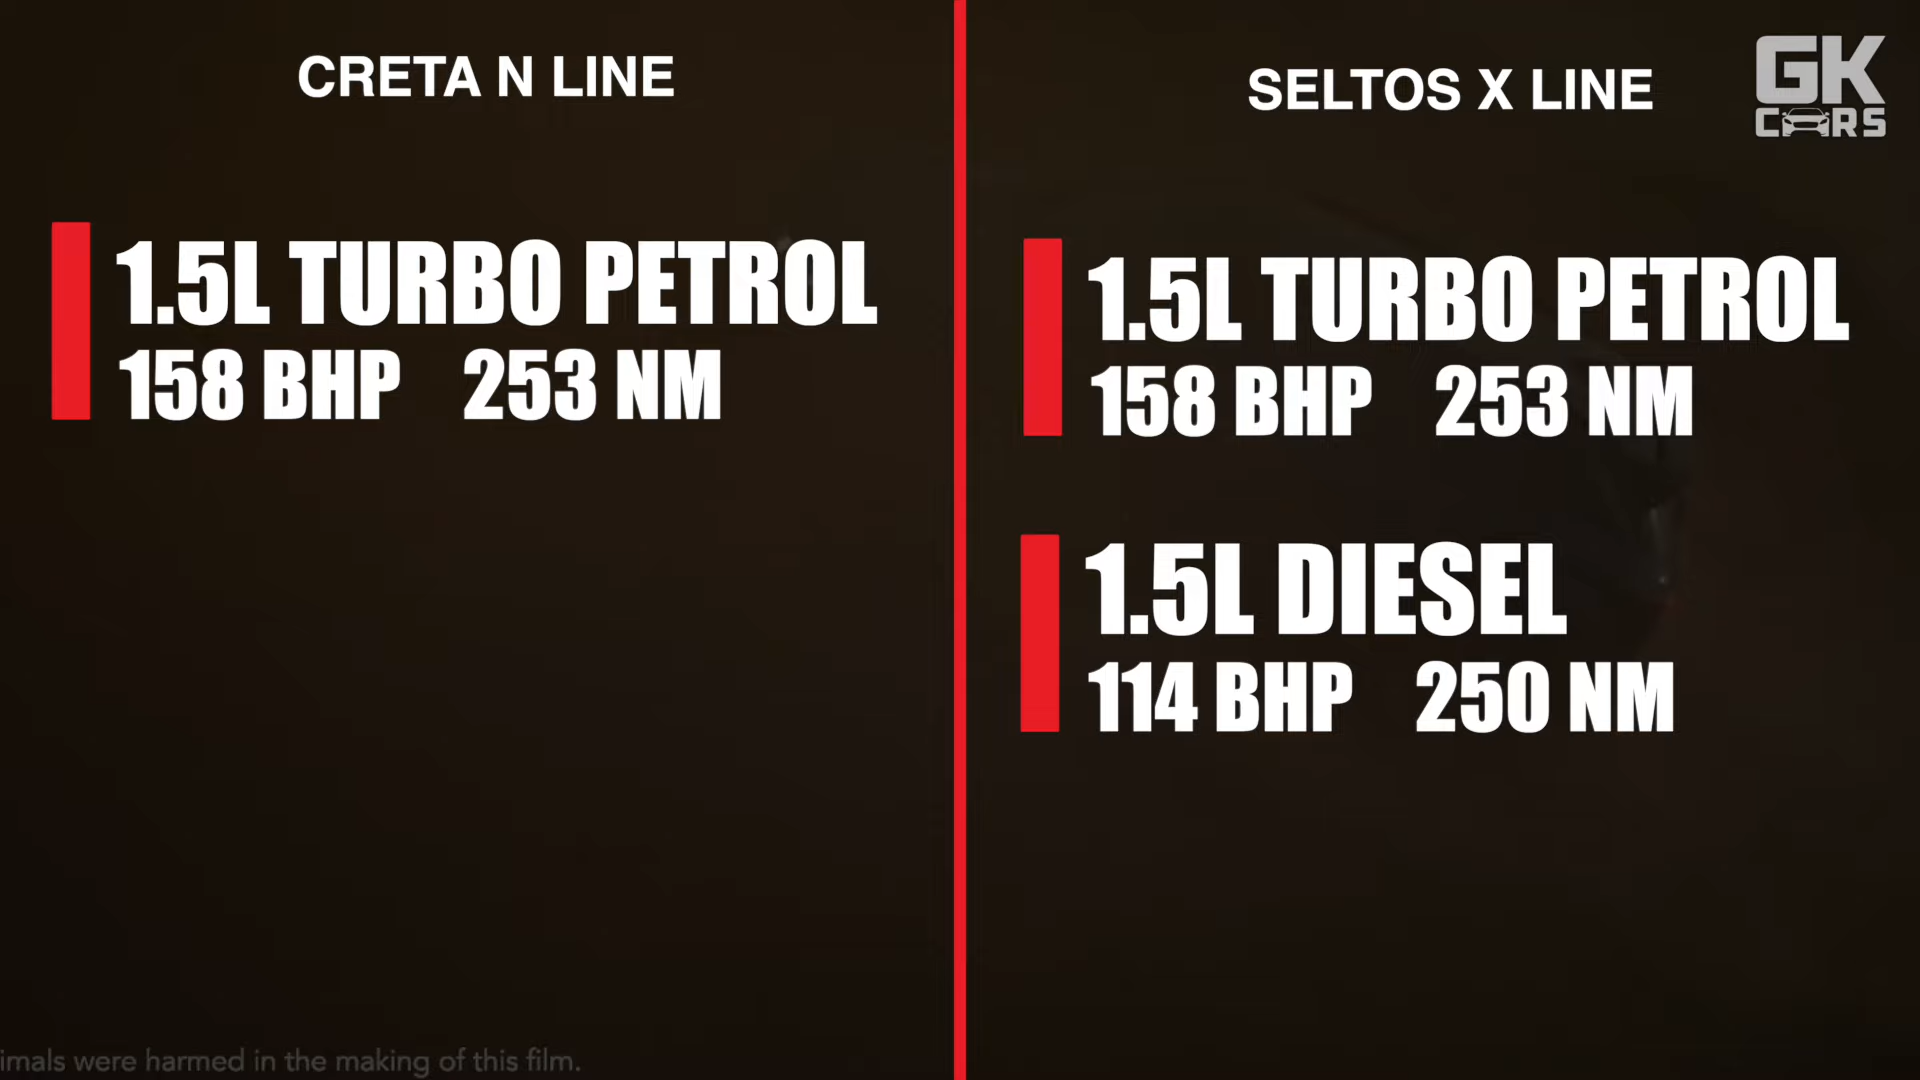 CRETA N LINE
1.5L TURBO PETROL
158 BHP 253 NM
SELTOS X LINE
1.5L TURBO PETROL
158 BHP 253 NM
1.5L DIESEL
114 BHP 250 NM
GK
CARS
imals were harmed in the making of this film.